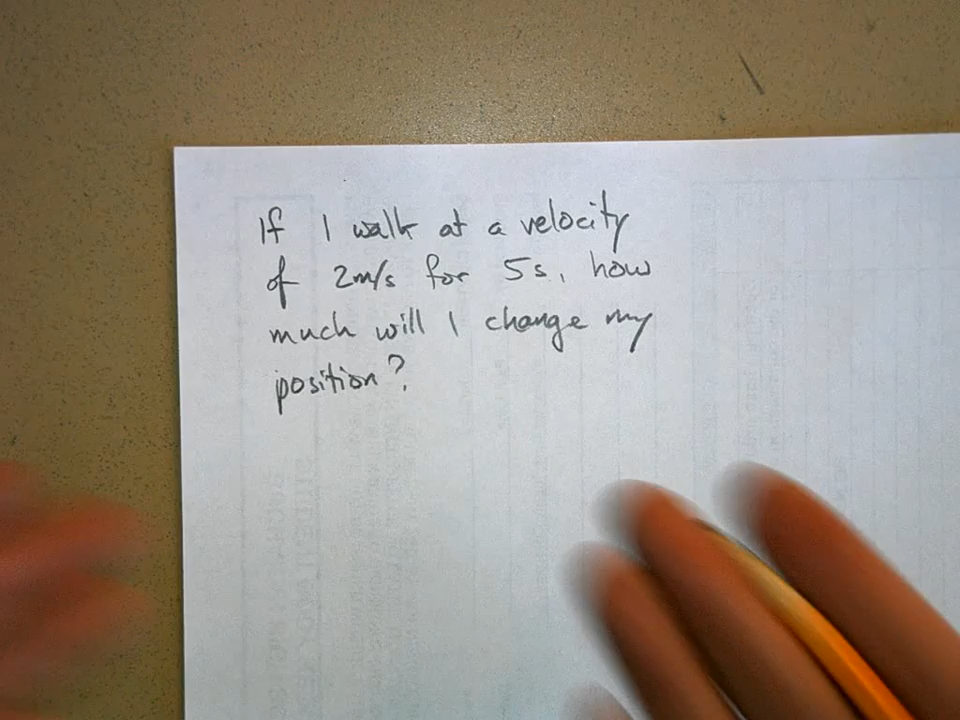 If I walk at a velocity
of 2m/s for 5s, how
much will I change my
position?